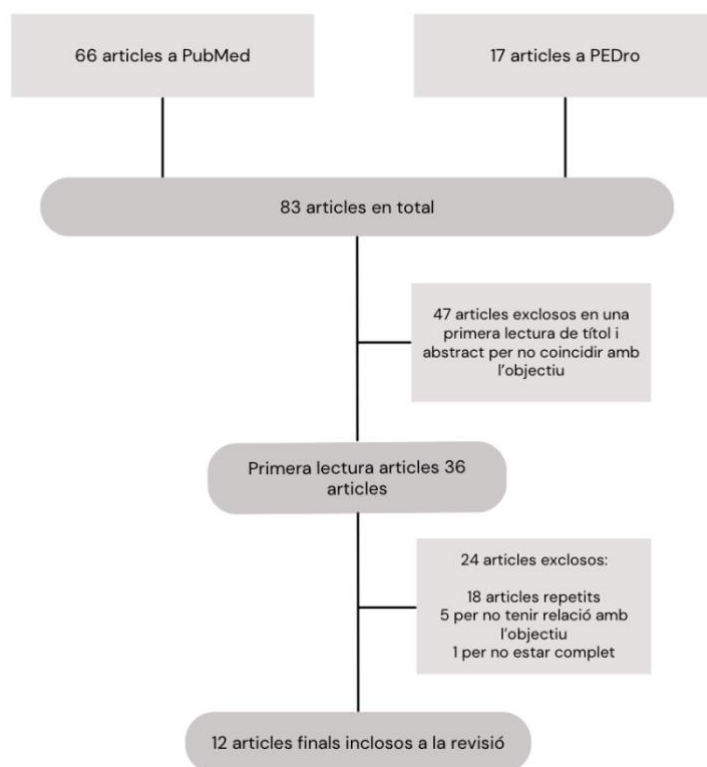 66 articles a PubMed
17 articles a PEDro
83 articles en total
47 articles exclosos en una
primera lectura de títol i
abstract per no coincidir amb
l'objectiu
Primera lectura articles 36
articles
24 articles exclosos:
18 articles repetits
5 per no tenir relació amb
l'objectiu
1 per no estar complet
12 articles finals inclosos a la revisió